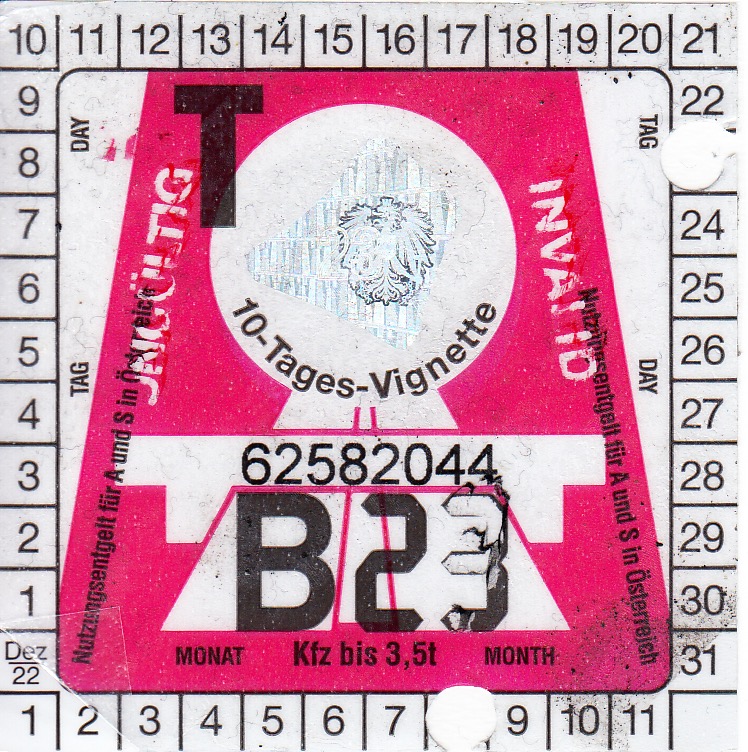 10 11 12 13 14 15 16 17 18 19 20 21
9 22
DAY
T
TAG
8
7 24
UNGÜLTIG
INVALID
6 25
10-Tages-Vignette
5 26
TAG
DAY
4 27
Nutzungsentgelt für A und S in Österreich
Nutzungsentgelt für A und S in Österreich
3 28
62582044
2 29
B23
1 30
MONAT Kfz bis 3,5t MONTH
Dez 31
22
1 2 3 4 5 6 7 9 10 11